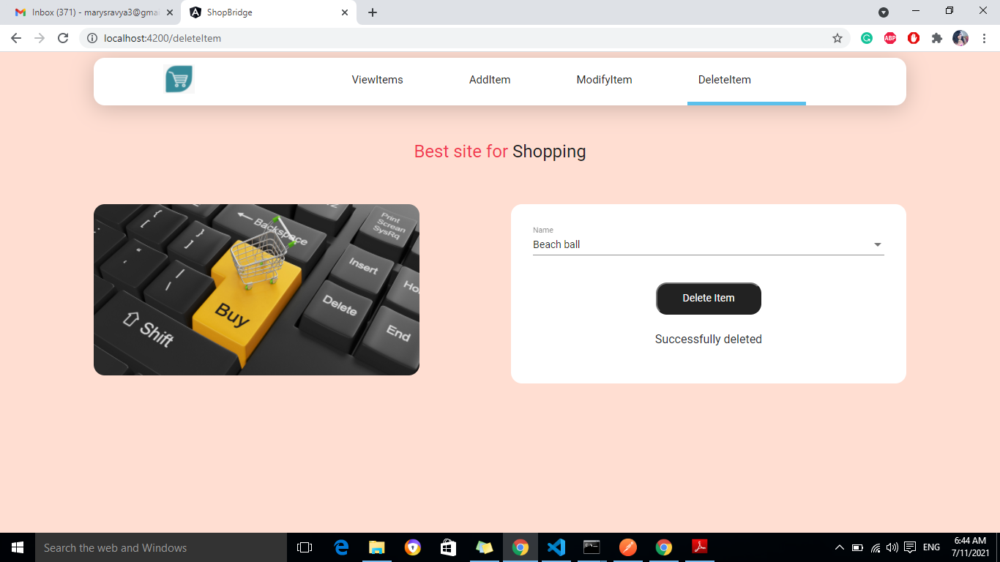 Inbox (371) - marysravya3@gmai
ShopBridge
localhost:4200/deleteItem
ABP
ViewItems
AddItem
ModifyItem
DeleteItem
Best site for Shopping
Backspace
Print
Screan
SysRq
Insert
Delete
End
Buy
Shift
Name
Beach ball
Delete Item
Successfully deleted
Search the web and Windows
ENG
6:44 AM
7/11/2021